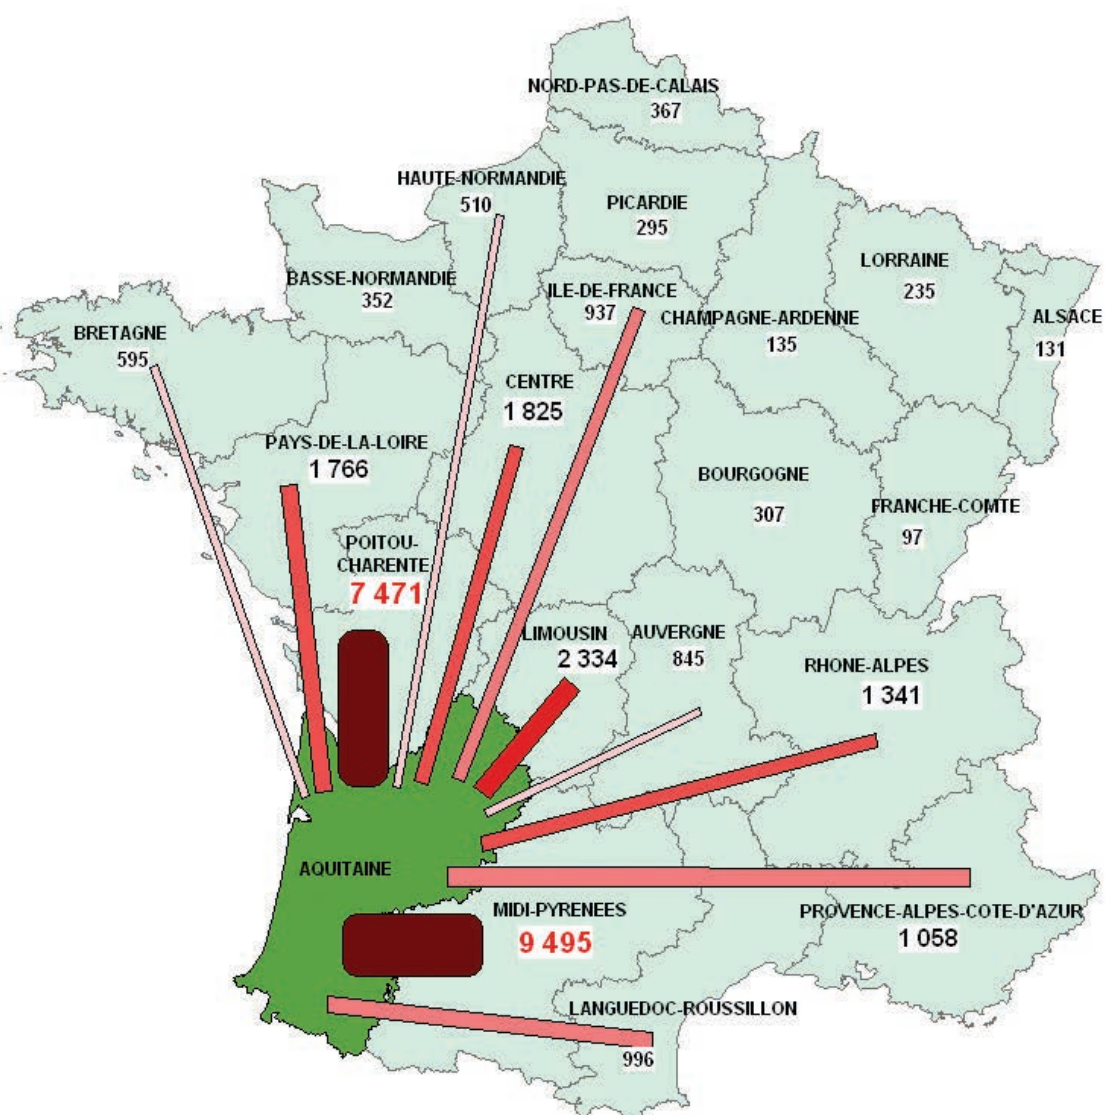 NORD-PAS-DE-CALAIS
367
HAUTE-NORMANDIE
510
PICARDIE
295
LORRAINE
235
BASSE-NORMANDIE
352
ILE-DE-FRANCE
937
CHAMPAGNE-ARDENNE
135
ALSACE
131
BRETAGNE
595
CENTRE
1 825
PAYS-DE-LA-LOIRE
1 766
BOURGOGNE
307
FRANCHE-COMTE
97
POITOU-
CHARENTE
7 471
LIMOUSIN
2 334
AUVERGNE
845
RHONE-ALPES
1 341
AQUITAINE
MIDI-PYRENEES
9 495
PROVENCE-ALPES-COTE-D'AZUR
1 058
LANGUEDOC-ROUSSILLON
996